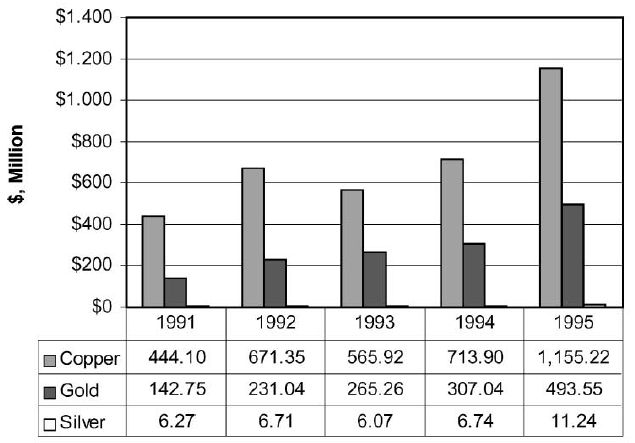 $1.400
$1.200
$1.000
$800
$600
$400
$200
$0
$, Million
1991 1992 1993 1994 1995
Copper 444.10 671.35 565.92 713.90 1,155.22
Gold 142.75 231.04 265.26 307.04 493.55
Silver 6.27 6.71 6.07 6.74 11.24